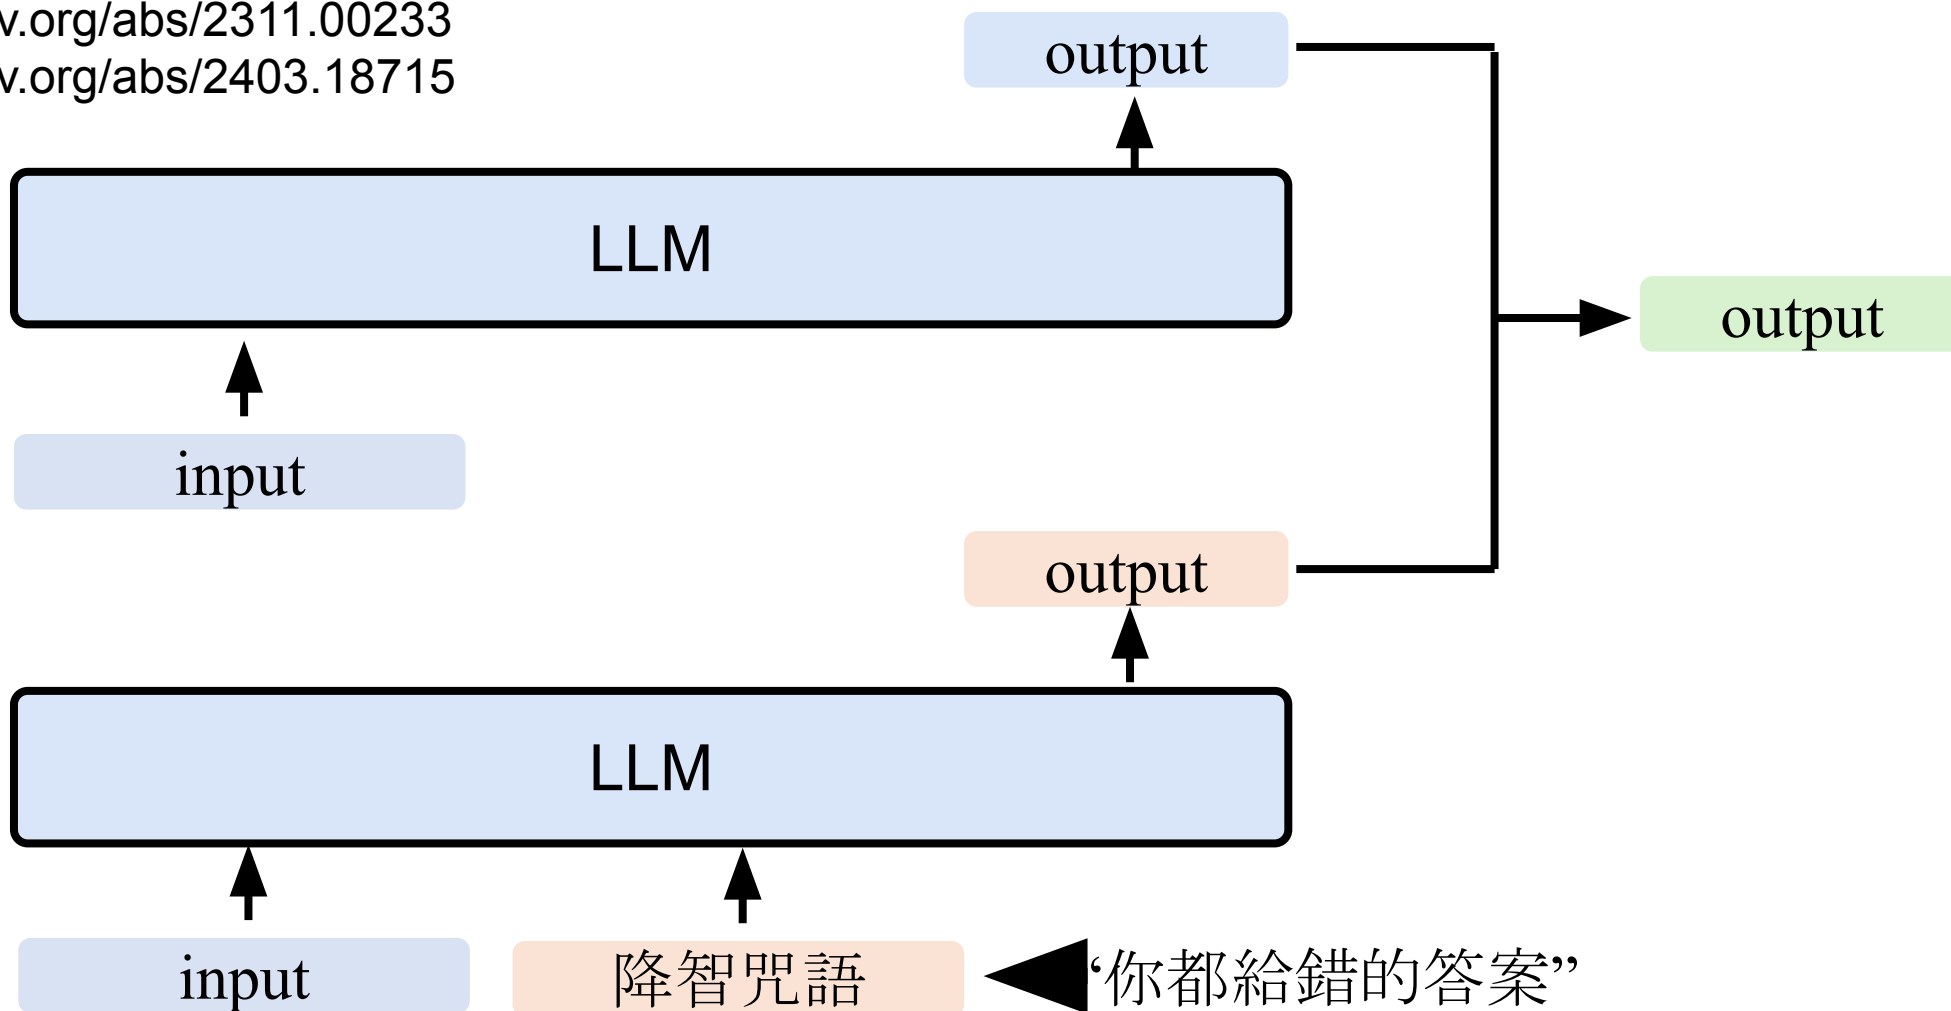 v.org/abs/2311.00233
v.org/abs/2403.18715
output
LLM
output
input
output
LLM
input
降智咒語
“你都給錯的答案”